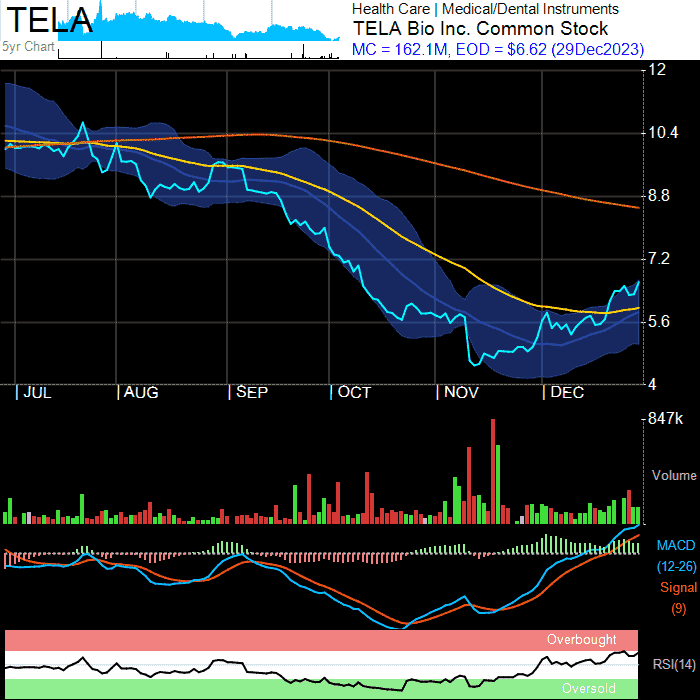 TELA
5yr Chart
Health Care | Medical/Dental Instruments
TELA Bio Inc. Common Stock
MC = 162.1M, EOD = $6.62 (29Dec2023)
12
10.4
8.8
7.2
5.6
4
JUL AUG SEP OCT NOV DEC
847k
Volume
MACD
(12-26)
Signal
(9)
Overbought
RSI(14)
Oversold